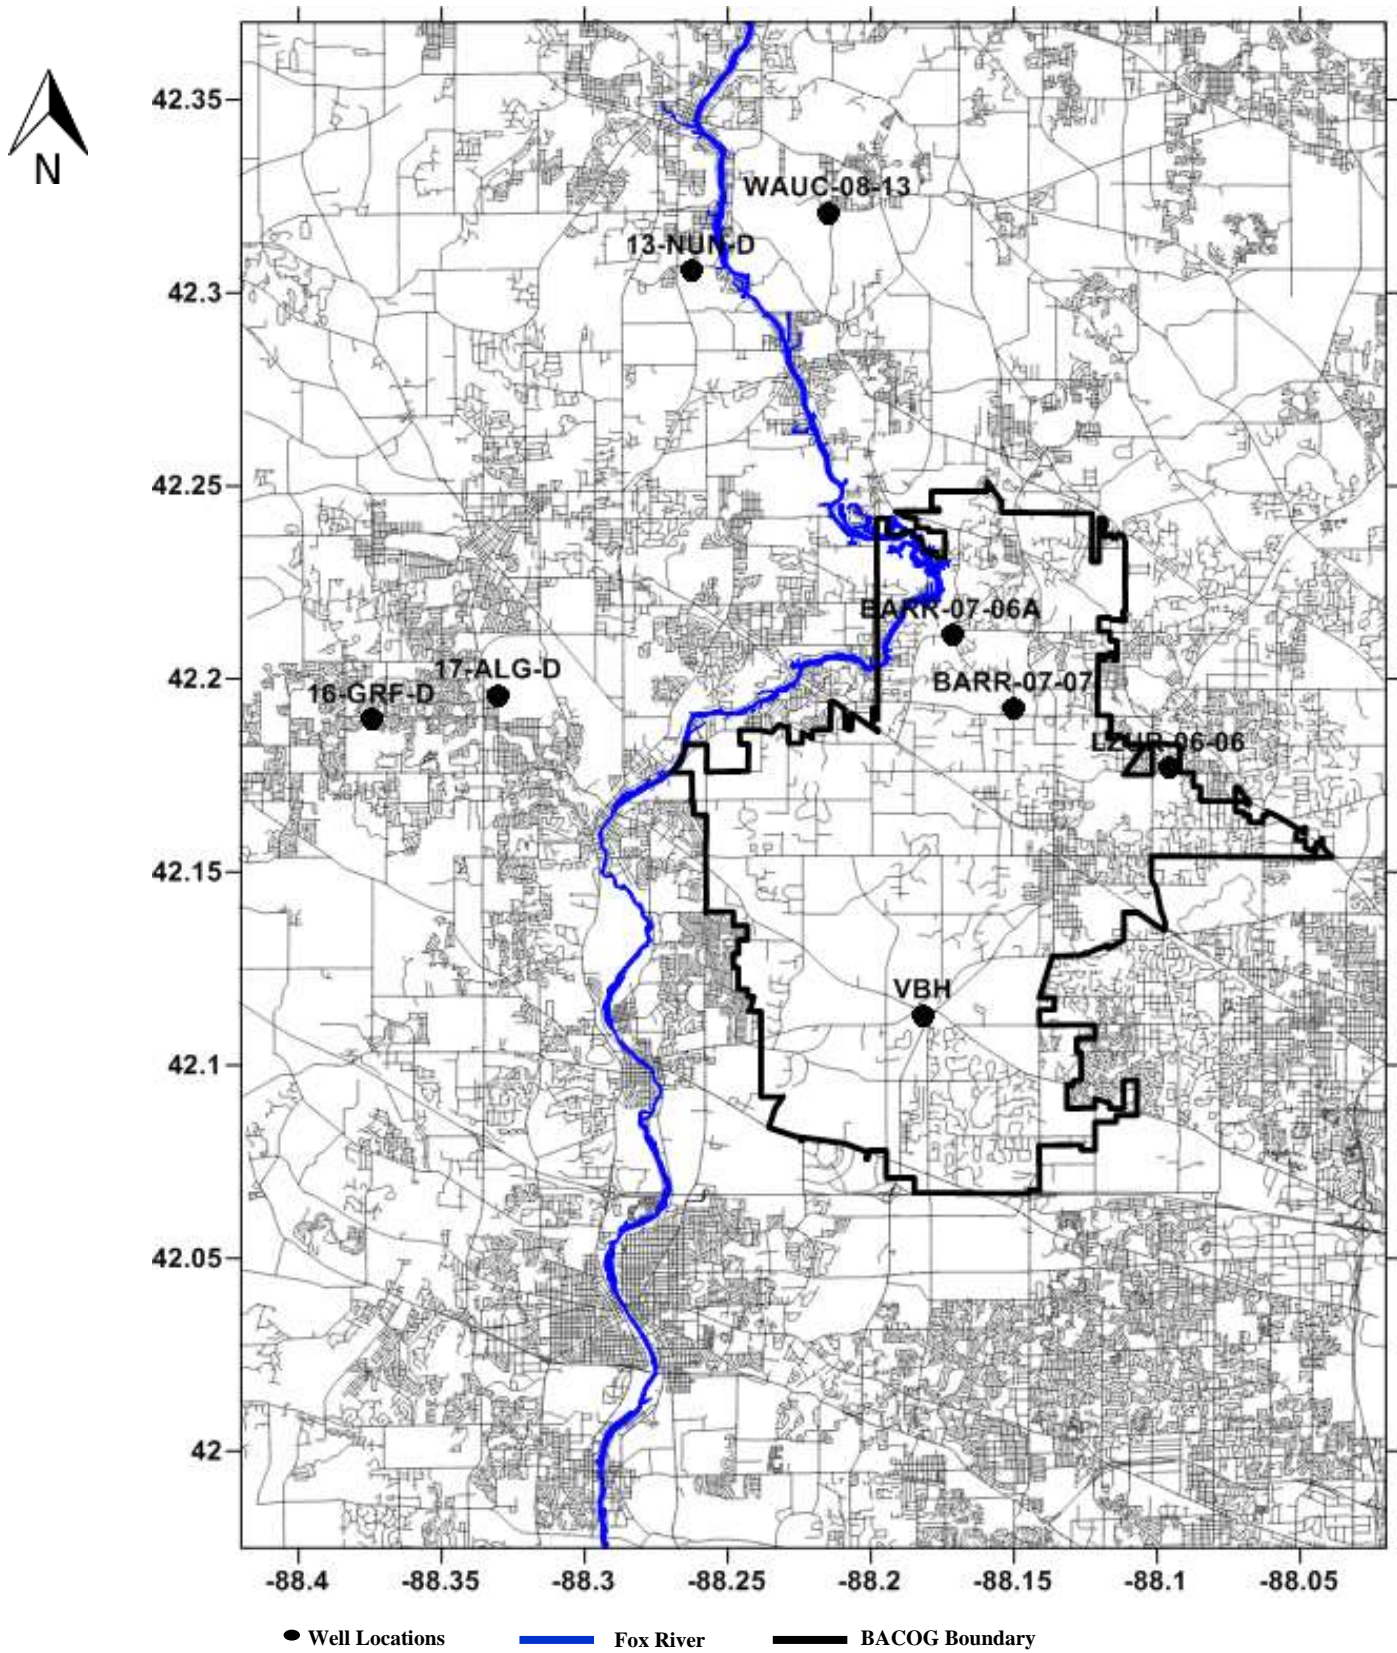 42.35
N
WAUC-08-13
13-NUN-D
42.3
42.25
BARR-07-06A
42.2
17-ALG-D
BARR-07-07
16-GRF-D
LZUR-06-06
42.15
VBH
42.1
42.05
42
-88.4 -88.35 -88.3 -88.25 -88.2 -88.15 -88.1 -88.05
Well Locations Fox River BACOG Boundary